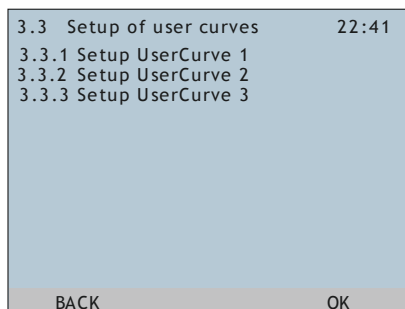 3.3 Setup of user curves 22:41
3.3.1 Setup UserCurve 1
3.3.2 Setup UserCurve 2
3.3.3 Setup UserCurve 3
BACK OK